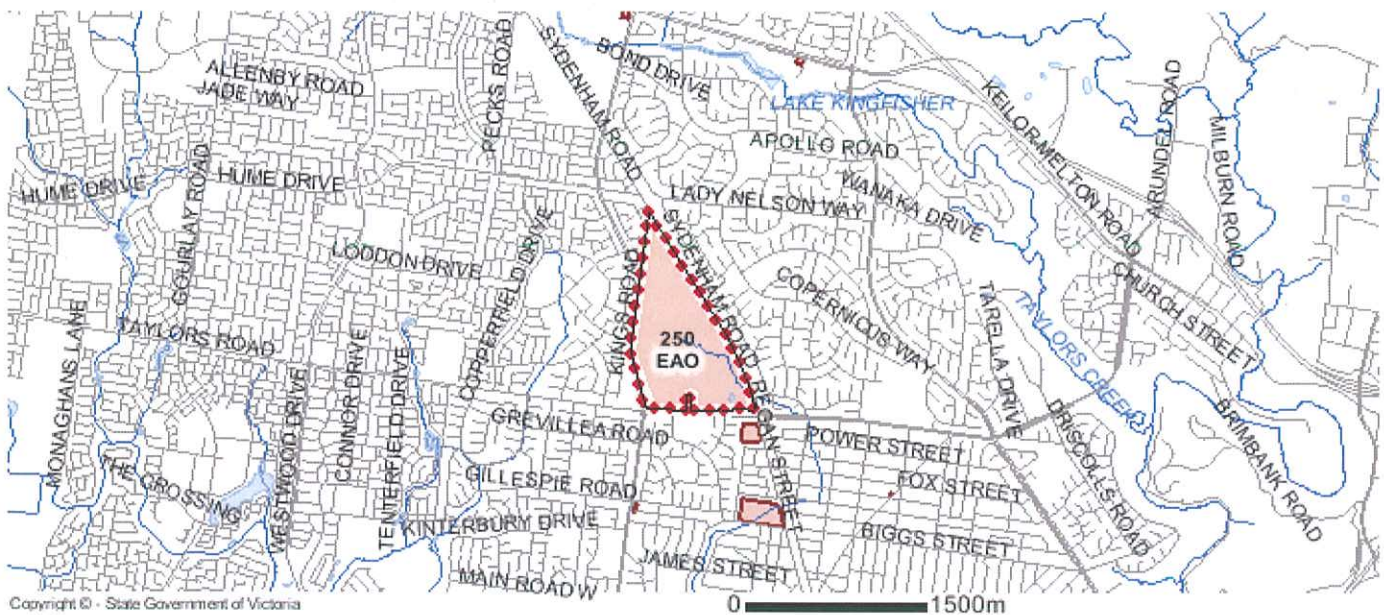 SYDENHAM ROAD
BOND DRIVE
PECKS ROAD
ALLENBY ROAD
JADE WAY
LAKE KINGFISHER
KEILOR-MELTON ROAD
ARUNDEL ROAD
MILBURN ROAD
APOLLO ROAD
WANAKA DRIVE
HUME DRIVE
GOURLAY ROAD
HUME DRIVE
LADY NELSON WAY
COPPERFIELD DRIVE
LODDON DRIVE
KINGS ROAD
SYDENHAM ROAD
COPERNICUS WAY
CHURCH STREET
TARELLA DRIVE
TAYLORS CREEK
MONAGHANS LANE
TAYLORS ROAD
250
EAO
WESTWOOD DRIVE
CONNOR DRIVE
TENTERFIELD DRIVE
GREVILLEA ROAD
REGAN STREET
POWER STREET
DRISCOLLS ROAD
BRIMBANK ROAD
THE CROSSING
GILLESPIE ROAD
FOX STREET
KINTERBURY DRIVE
BIGGS STREET
JAMES STREET
MAIN ROAD W
Copyright © - State Government of Victoria
0 1500m